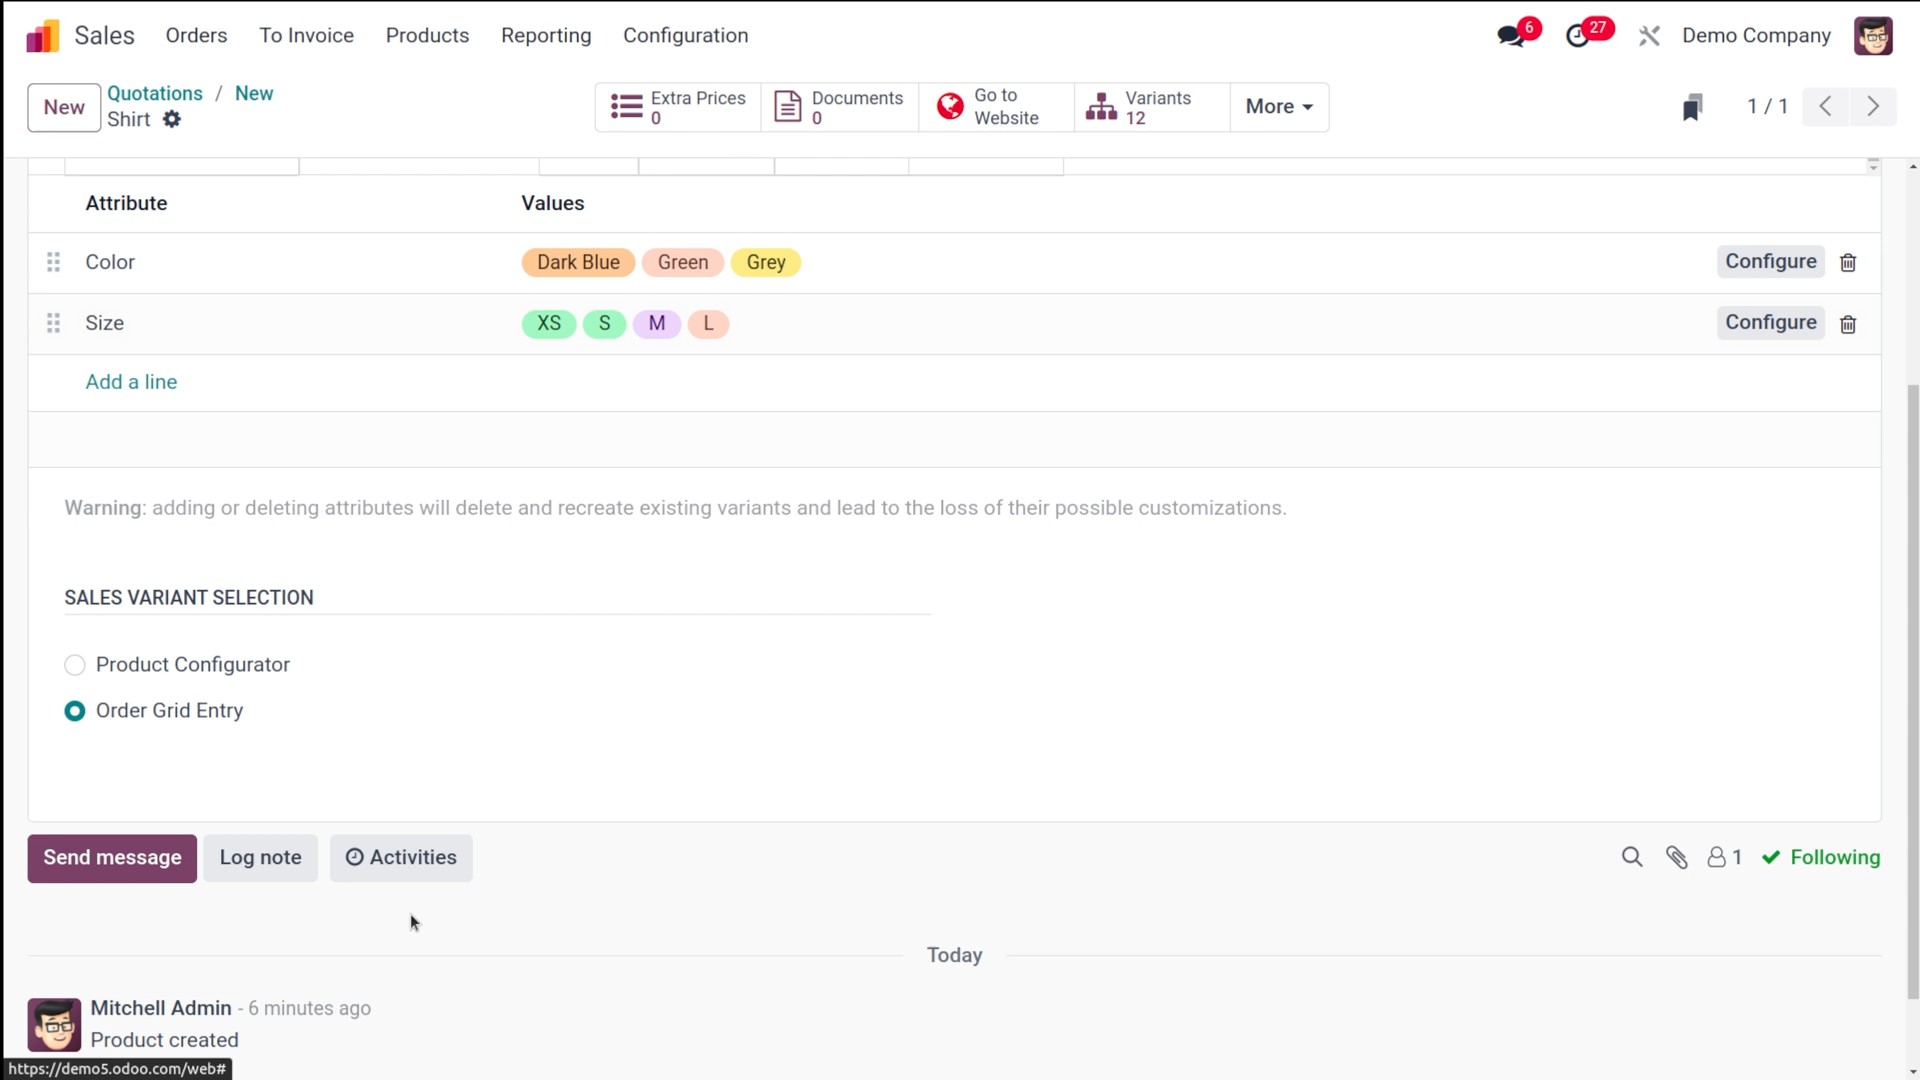 Sales Orders To Invoice Products Reporting Configuration 6 27 Demo Company
New Quotations / New
Shirt
Extra Prices
0
Documents
0
Go to
Website
Variants
12
More
1 / 1
Attribute Values
Color Dark Blue Green Grey Configure
Size XS S M L Configure
Add a line
Warning: adding or deleting attributes will delete and recreate existing variants and lead to the loss of their possible customizations.
SALES VARIANT SELECTION
Product Configurator
Order Grid Entry
Send message Log note Activities 1 Following
Today
Mitchell Admin - 6 minutes ago
Product created
https://demo5.odoo.com/web#